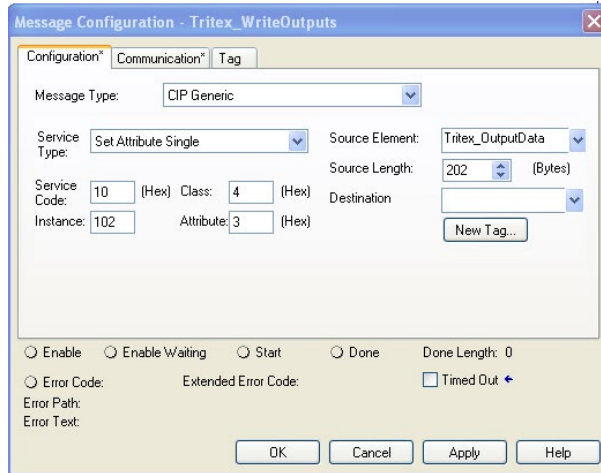 Message Configuration - Tritex_WriteOutputs
Configuration* Communication* Tag
Message Type: CIP Generic
Service Type: Set Attribute Single
Source Element: Tritex_OutputData
Source Length: 202 (Bytes)
Service Code: 10 (Hex) Class: 4 (Hex)
Destination
Instance: 102 Attribute: 3 (Hex)
New Tag...
Enable Enable Waiting Start Done Done Length: 0
Error Code: Extended Error Code: Timed Out
Error Path:
Error Text:
OK Cancel Apply Help